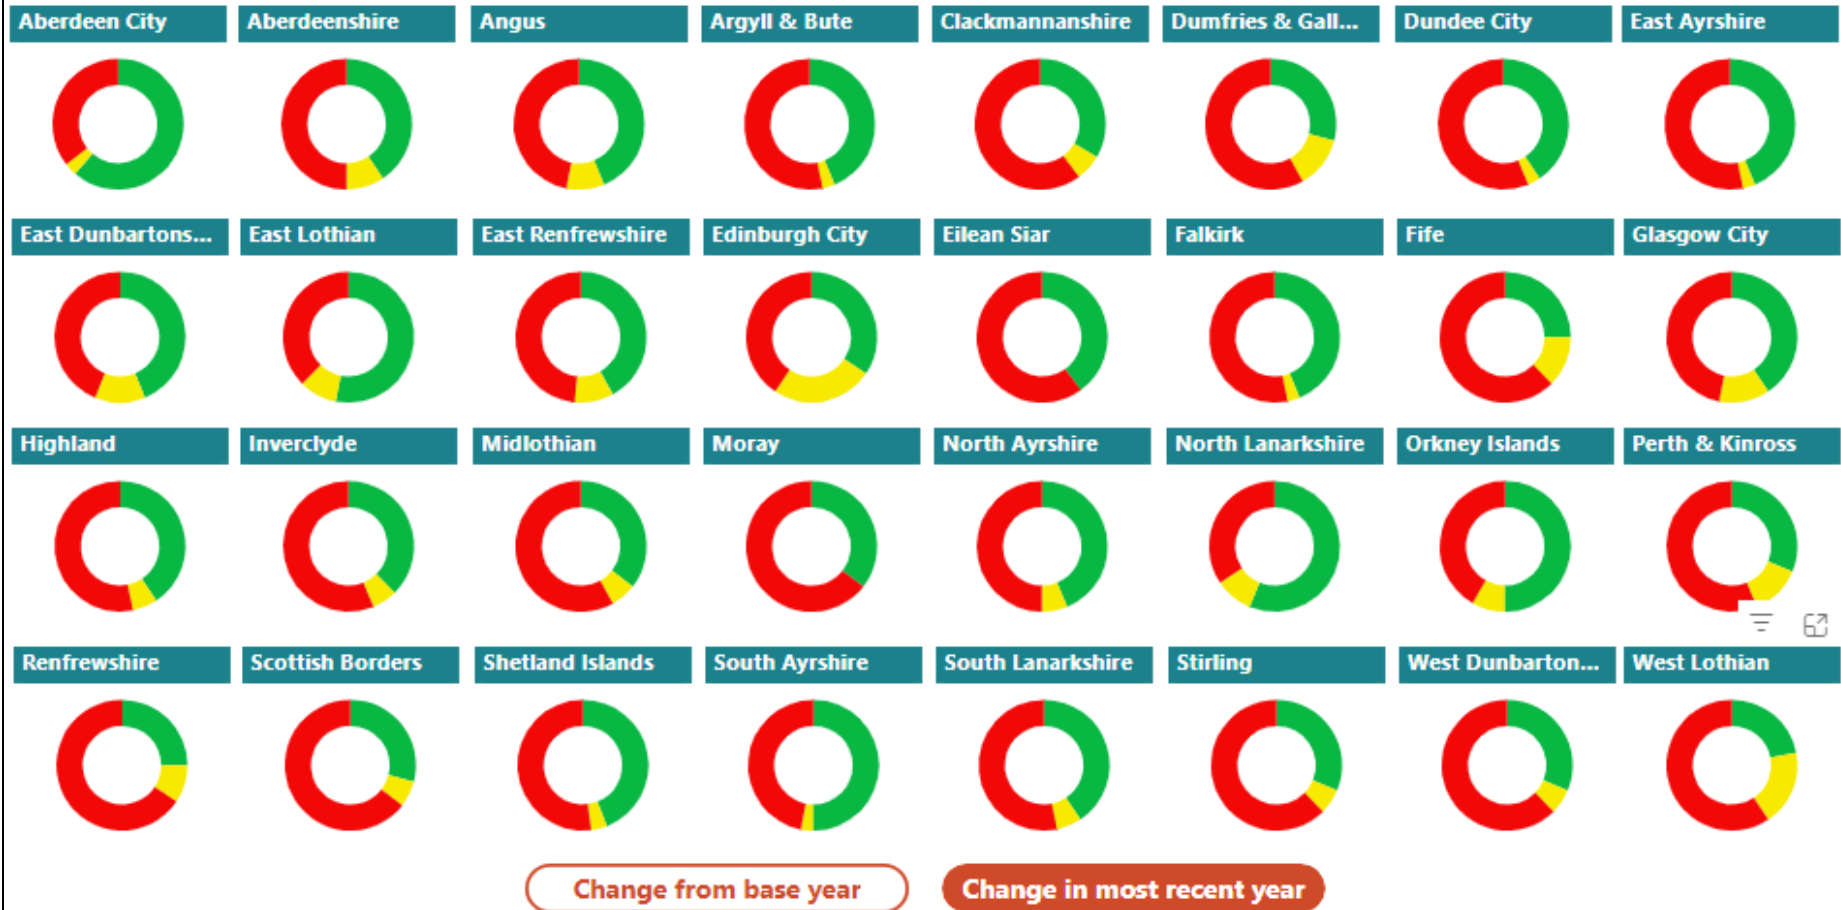 Aberdeen City
Aberdeenshire
Angus
Argyll & Bute
Clackmannanshire
Dumfries & Gall...
Dundee City
East Ayrshire
East Dunbartons...
East Lothian
East Renfrewshire
Edinburgh City
Eilean Siar
Falkirk
Fife
Glasgow City
Highland
Inverclyde
Midlothian
Moray
North Ayrshire
North Lanarkshire
Orkney Islands
Perth & Kinross
Renfrewshire
Scottish Borders
Shetland Islands
South Ayrshire
South Lanarkshire
Stirling
West Dunbarton...
West Lothian
Change from base year
Change in most recent year